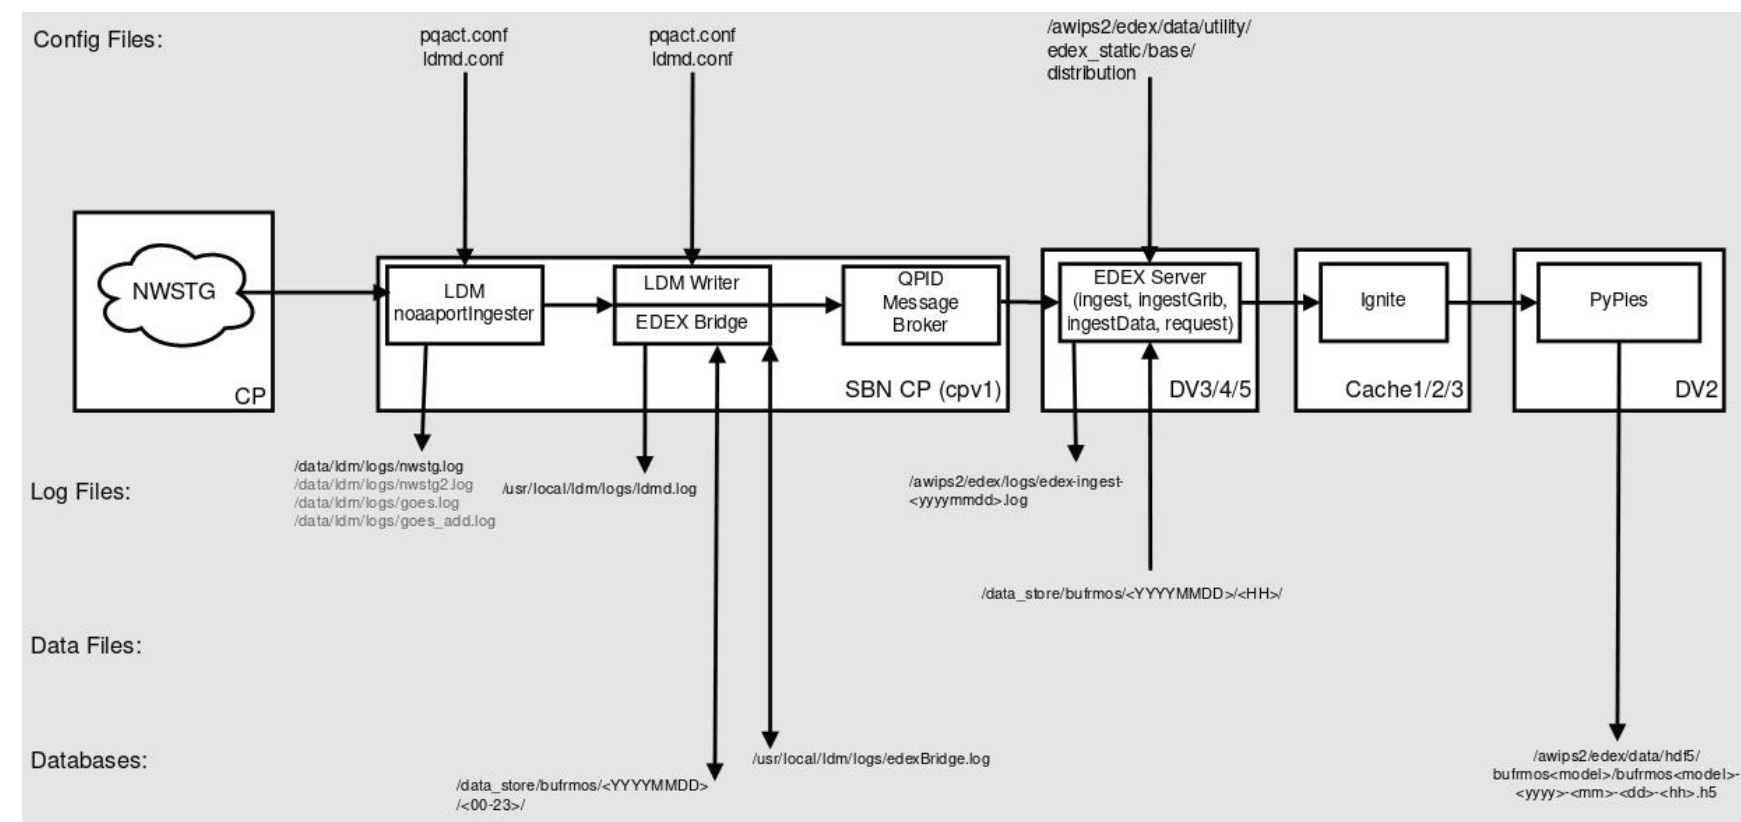 Config Files:
pqact.conf
ldmd.conf
pqact.conf
ldmd.conf
/awips2/edex/data/utility/
edex_static/base/
distribution
NWSTG
CP
LDM
noaaportIngester
LDM Writer
EDEX Bridge
QPID
Message
Broker
SBN CP (cpv1)
EDEX Server
(ingest, ingestGrib,
ingestData, request)
DV3/4/5
Ignite
Cache1/2/3
PyPies
DV2
Log Files:
/data/ldm/logs/nwstg.log
/data/ldm/logs/nwstg2.log
/data/ldm/logs/goes.log
/data/ldm/logs/goes_add.log
/usr/local/ldm/logs/ldmd.log
/awips2/edex/logs/edex-ingest-
<yyyymmdd>.log
/data_store/bufrmos/<YYYYMMDD>/<HH>/
Data Files:
Databases:
/data_store/bufrmos/<YYYYMMDD>
/<00-23>/
/usr/local/ldm/logs/edexBridge.log
/awips2/edex/data/hdf5/
bufrmos<model>/bufrmos<model>-
<yyyy>-<mm>-<dd>-<hh>.h5